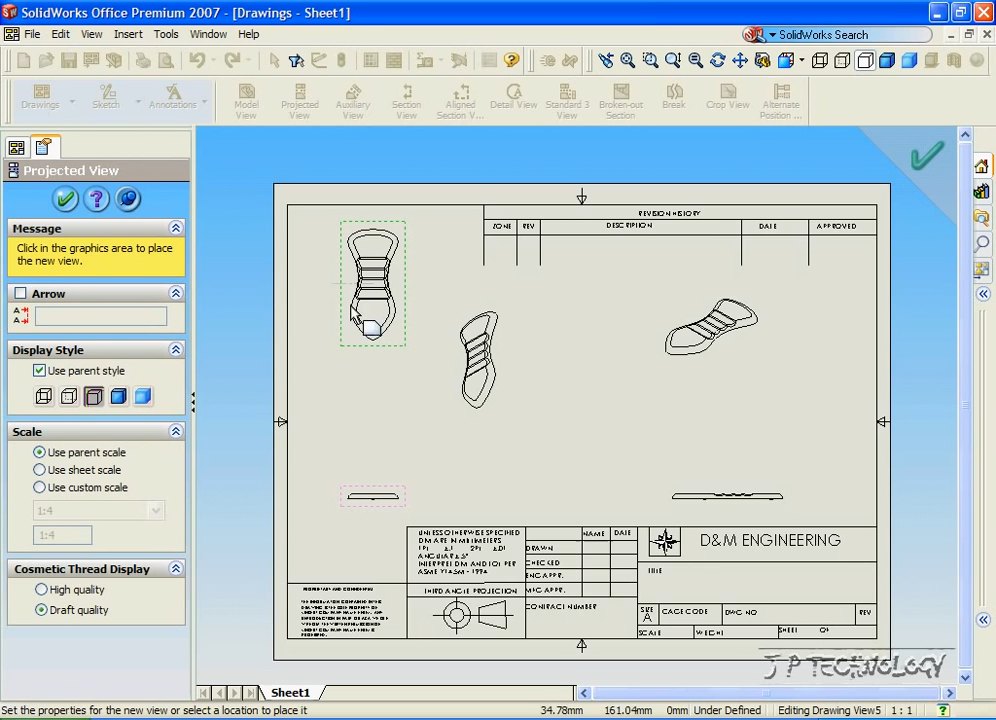 SolidWorks Office Premium 2007 - [Drawings - Sheet1]
File Edit View Insert Tools Window Help
SolidWorks Search
Drawings Sketch Annotations Model View Projected View Auxiliary View Section View Aligned Section V... Detail View Standard 3 View Broken-out Section Break Crop View Alternate Position ...
Projected View
Message
Click in the graphics area to place
the new view.
Arrow
Display Style
Use parent style
Scale
Use parent scale
Use sheet scale
Use custom scale
1:4
1:4
Cosmetic Thread Display
High quality
Draft quality
REVISION HISTORY
ZONE REV DESCRIPTION DATE APPROVED
UNLESS OTHERWISE SPECIFIED
NAME DATE
DRAWN
CHECKED
ENG APPR.
MFG APPR.
D&M ENGINEERING
TITLE
THIRD ANGLE PROJECTION
CONTRACT NUMBER
SIZE
A
CAGE CODE
DWG NO
REV
SCALE
WEIGHT
SHEET OF
J P TECHNOLOGY
Sheet1
Set the properties for the new view or select a location to place it 34.78mm 161.04mm 0mm Under Defined Editing Drawing View5 1 : 1